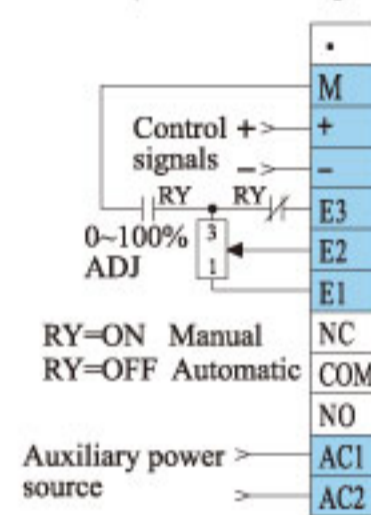 ·
M
Control + +
signals − −
RY RY E3
0~100% 3 E2
ADJ 1 E1
RY=ON Manual NC
RY=OFF Automatic COM
NO
Auxiliary power AC1
source AC2